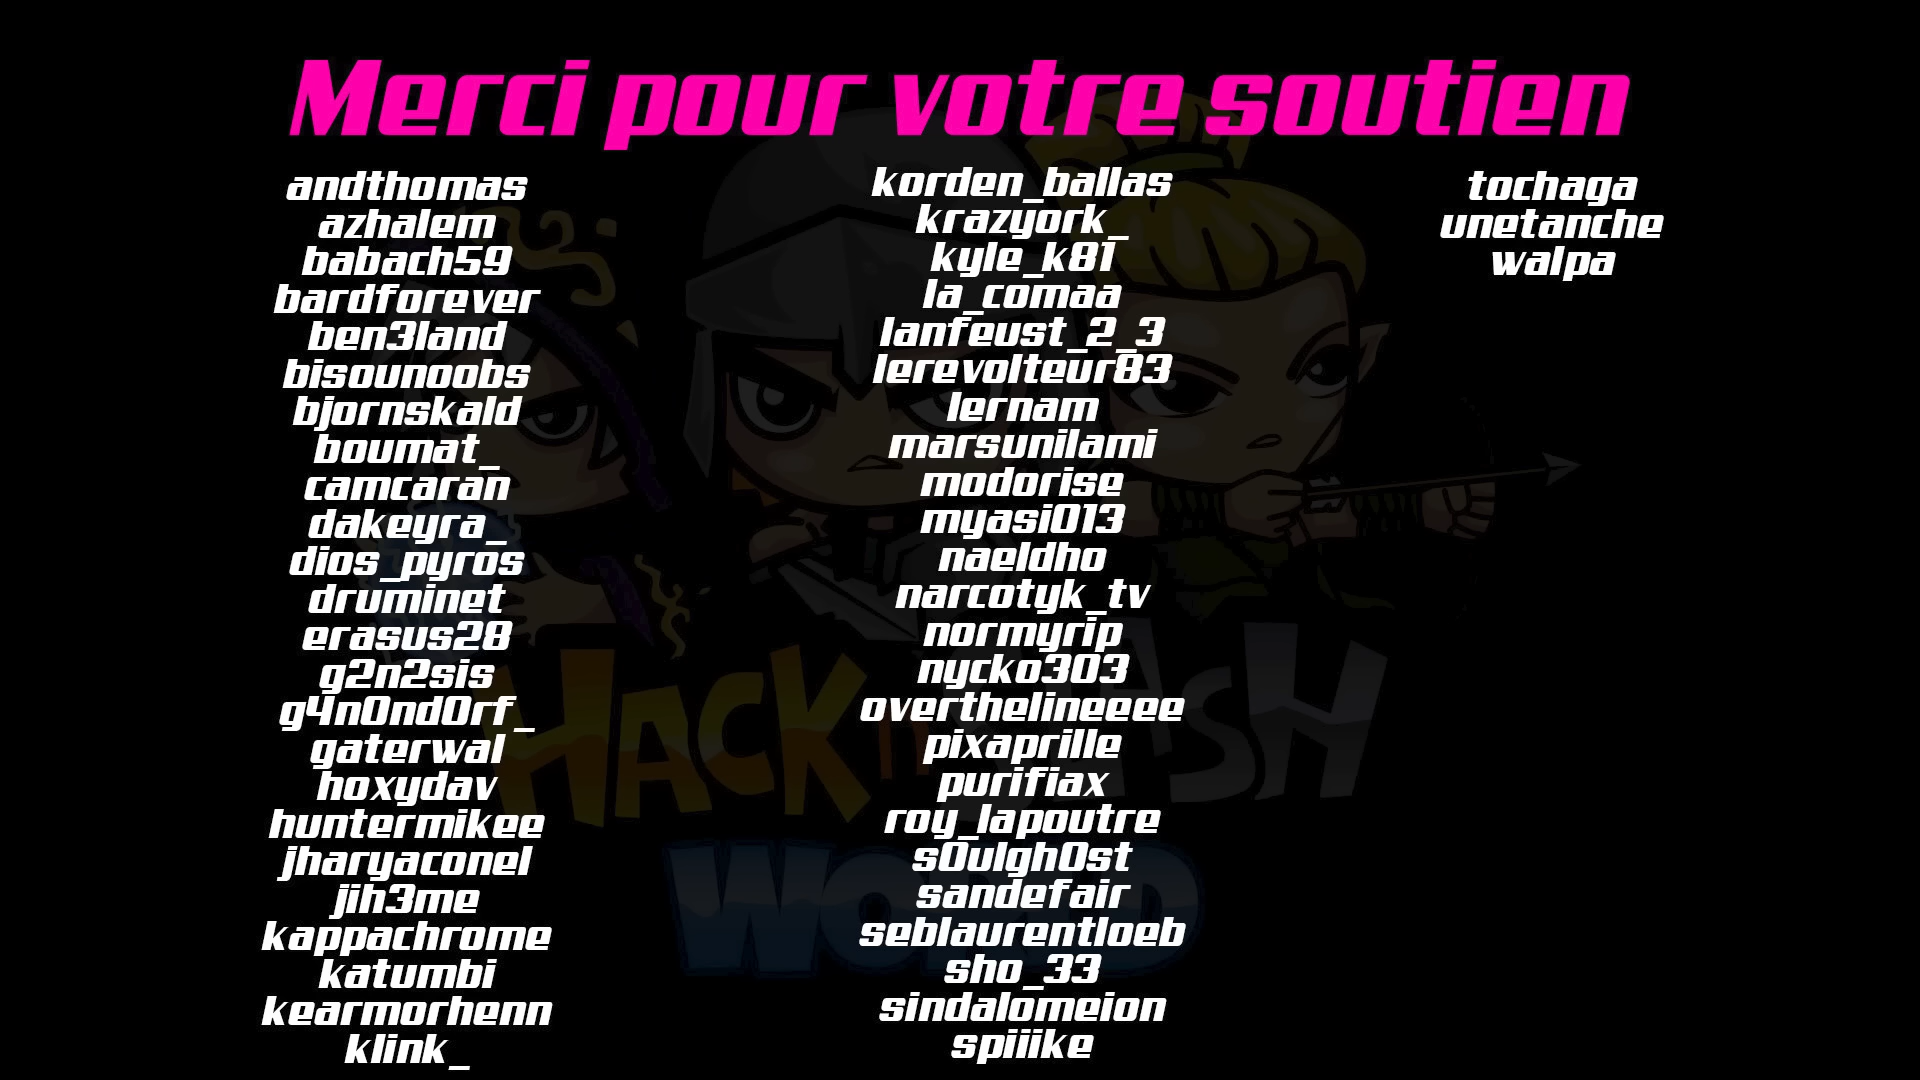 Merci pour votre soutien
andthomas
azhalem
babach59
bardforever
ben3land
bisounoobs
bjornskald
boumat_
camcaran
dakeyra_
dios_pyros
druminet
erasus28
g2n2sis
g4n0nd0rf_
gaterwal
hoxydav
huntermikee
jharyaconel
jih3me
kappachrome
katumbi
kearmorhenn
klink_
korden_ballas
krazyork_
kyle_k81
la_comaa
lanfeust_2_3
lerevolteur83
lernam
marsunilami
modorise
myasi013
naeldho
narcotyk_tv
normyrip
nycko303
overthelineeee
pixaprille
purifiax
roy_lapoutre
s0ulgh0st
sandefair
seblaurentloeb
sho_33
sindalomeion
spiiike
tochaga
unetanche
walpa
HACK
WORLD